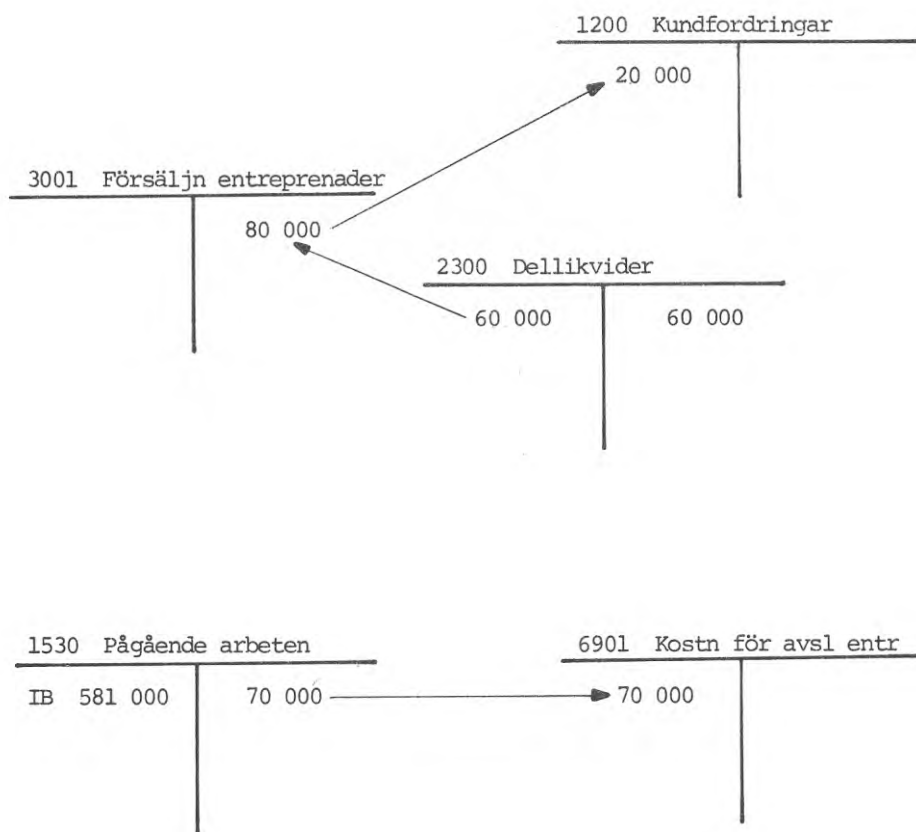 1200 Kundfordringar
20 000
3001 Försäljn entreprenader
80 000
2300 Dellikvider
60 000 60 000
1530 Pågående arbeten 6901 Kostn för avsl entr
IB 581 000 70 000 70 000